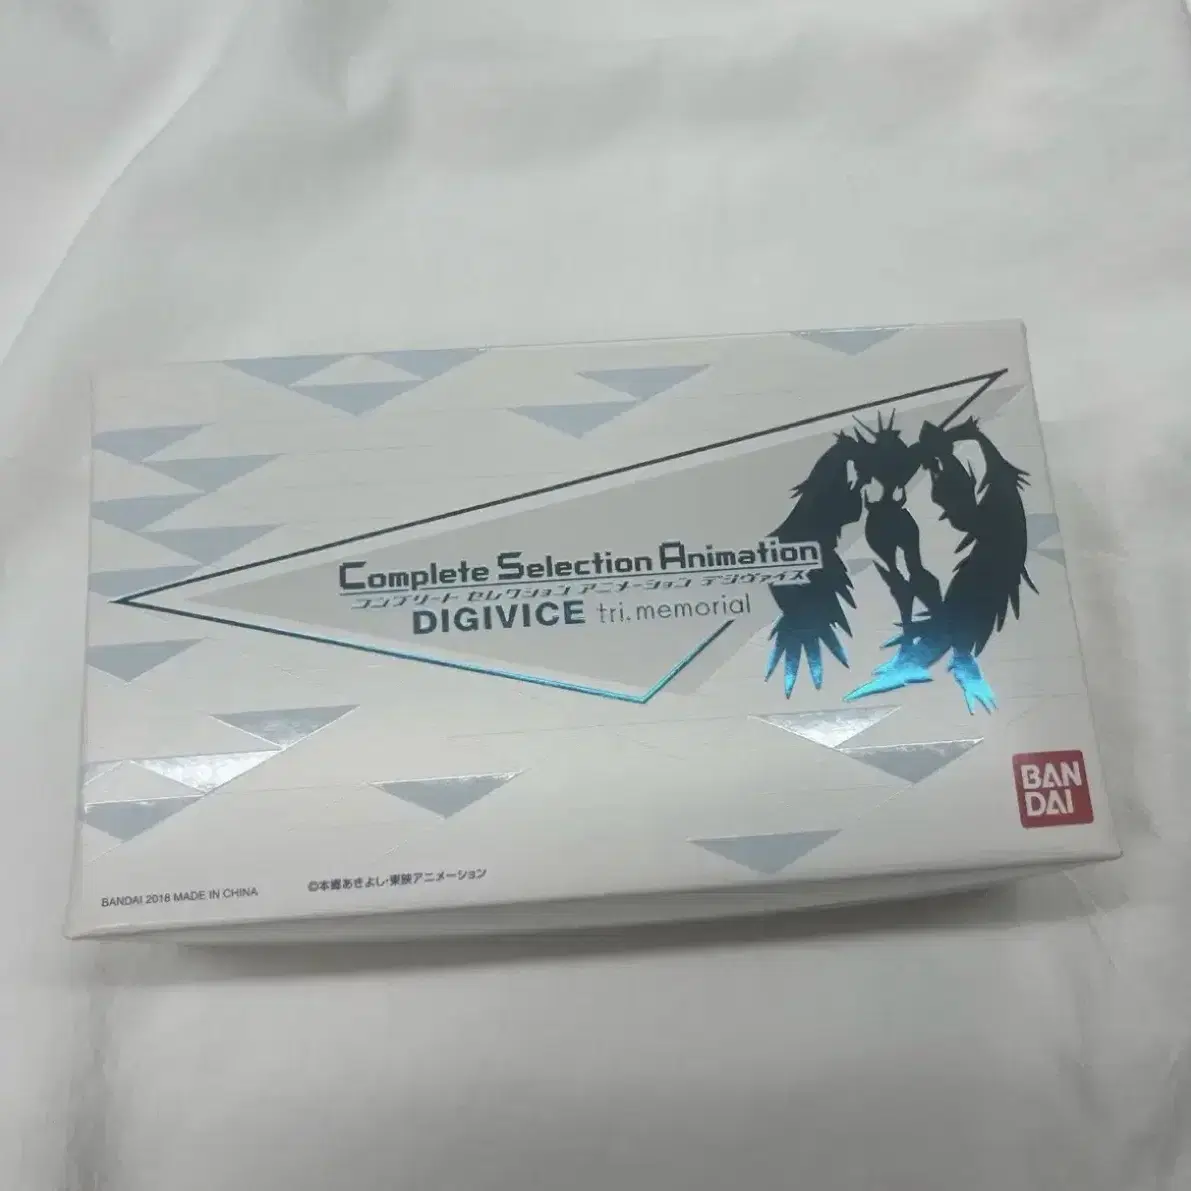 Complete Selection Animation
コンプリート セレクション アニメーション デジヴァイス
DIGIVICE tri.memorial
BAN
DAI
BANDAI 2018 MADE IN CHINA
©本郷あきよし・東映アニメーション